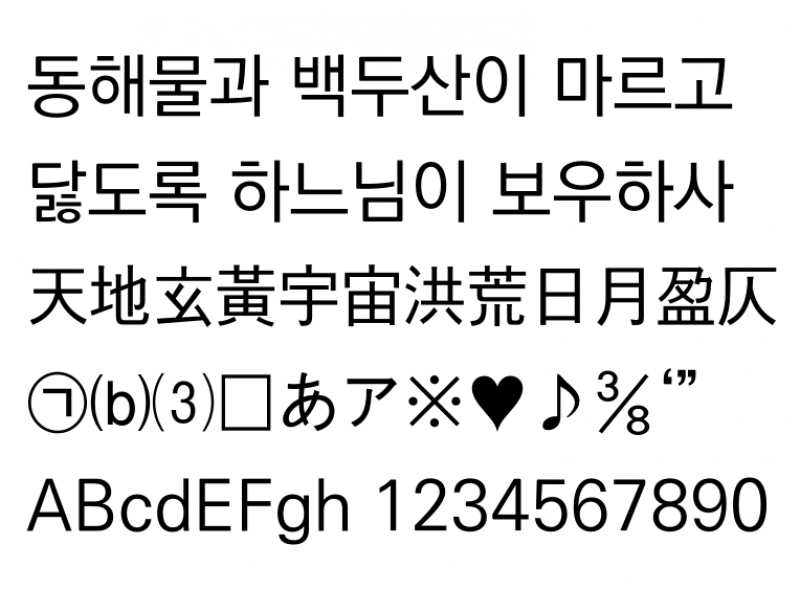 동해물과 백두산이 마르고
닳도록 하느님이 보우하사
天地玄黃宇宙洪荒日月盈仄
㉠⒝⑶□あア※♥♪⅜“”
ABcdEFgh 1234567890